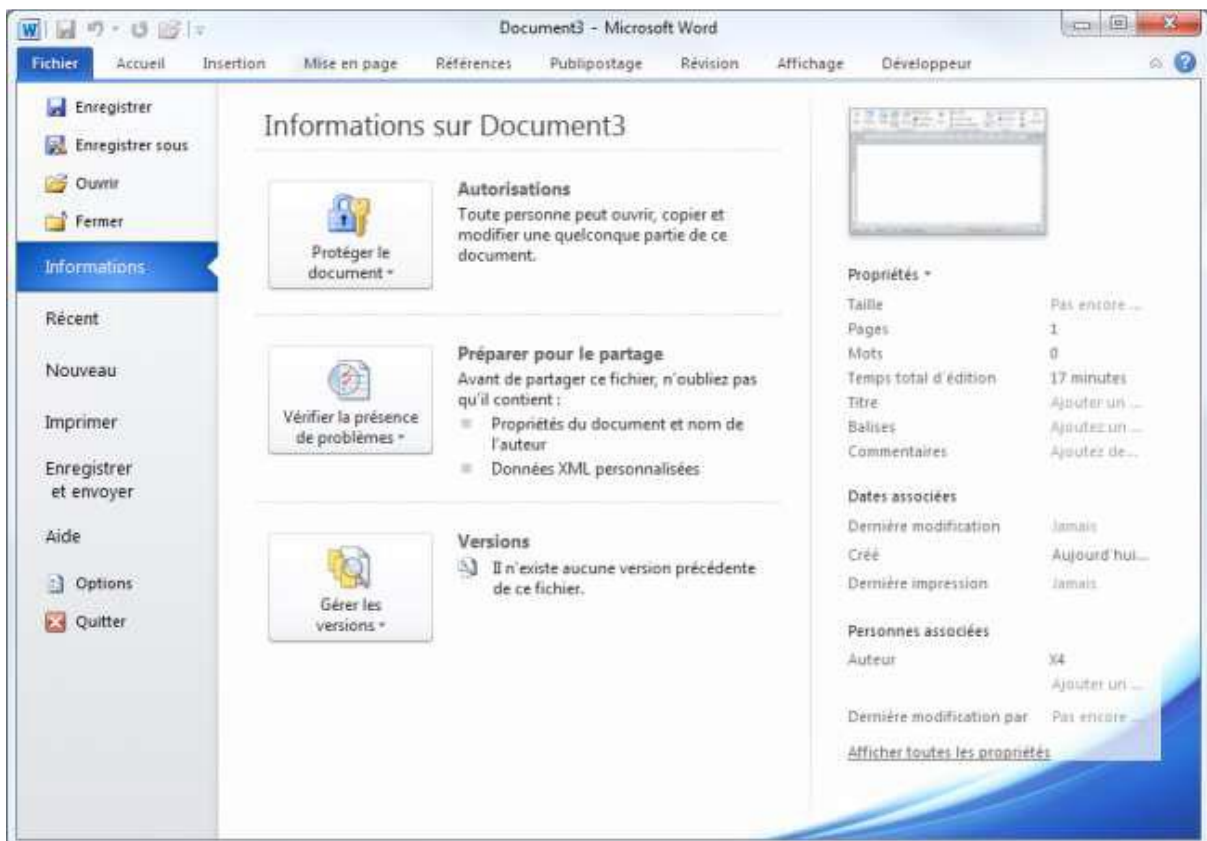 Document3 - Microsoft Word
Fichier Accueil Insertion Mise en page Références Publipostage Révision Affichage Développeur
Enregistrer
Enregistrer sous
Ouvrir
Fermer
Informations
Récent
Nouveau
Imprimer
Enregistrer
et envoyer
Aide
Options
Quitter
Informations sur Document3
Protéger le
document
Autorisations
Toute personne peut ouvrir, copier et
modifier une quelconque partie de ce
document.
Vérifier la présence
de problèmes
Préparer pour le partage
Avant de partager ce fichier, n'oubliez pas
qu'il contient :
Propriétés du document et nom de
l'auteur
Données XML personnalisées
Gérer les
versions
Versions
Il n'existe aucune version précédente
de ce fichier.
Propriétés
Taille Pas encore ...
Pages 1
Mots 0
Temps total d'édition 17 minutes
Titre Ajouter un ...
Balises Ajoutez un ...
Commentaires Ajoutez de...
Dates associées
Dernière modification Jamais
Créé Aujourd'hui...
Dernière impression Jamais
Personnes associées
Auteur X4
Ajouter un ...
Dernière modification par Pas encore ...
Afficher toutes les propriétés